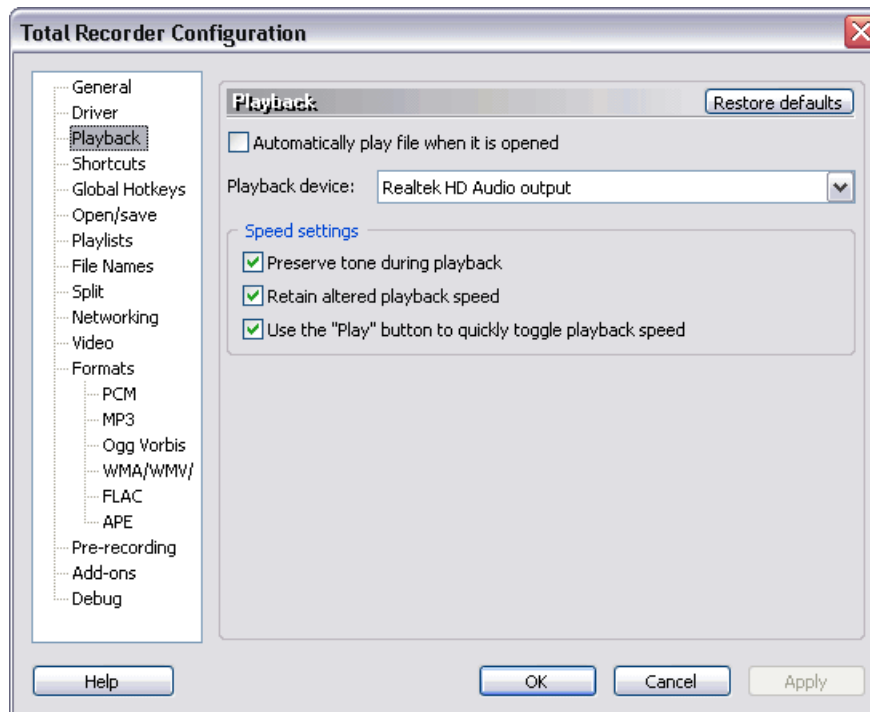 Total Recorder Configuration
General
Driver
Playback
Shortcuts
Global Hotkeys
Open/save
Playlists
File Names
Split
Networking
Video
Formats
PCM
MP3
Ogg Vorbis
WMA/WMV/
FLAC
APE
Pre-recording
Add-ons
Debug
Playback
Restore defaults
Automatically play file when it is opened
Playback device: Realtek HD Audio output
Speed settings
Preserve tone during playback
Retain altered playback speed
Use the "Play" button to quickly toggle playback speed
Help
OK
Cancel
Apply